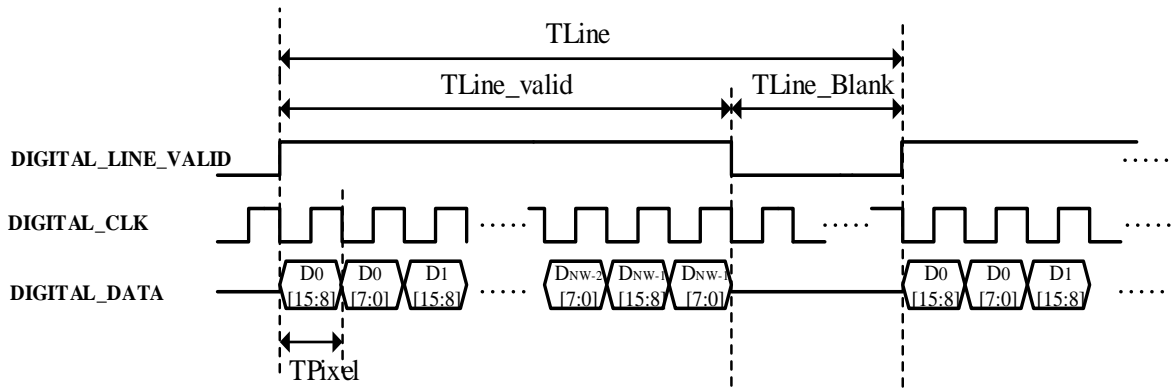 TLine
TLine_valid TLine_Blank
DIGITAL_LINE_VALID .....
DIGITAL_CLK ..... ..... .....
D0 D0 D1 DNW-2 DNW-1 DNW-1 D0 D0 D1
DIGITAL_DATA ..... .....
[15:8] [7:0] [15:8] [7:0] [15:8] [7:0] [15:8] [7:0] [15:8]
TPixel